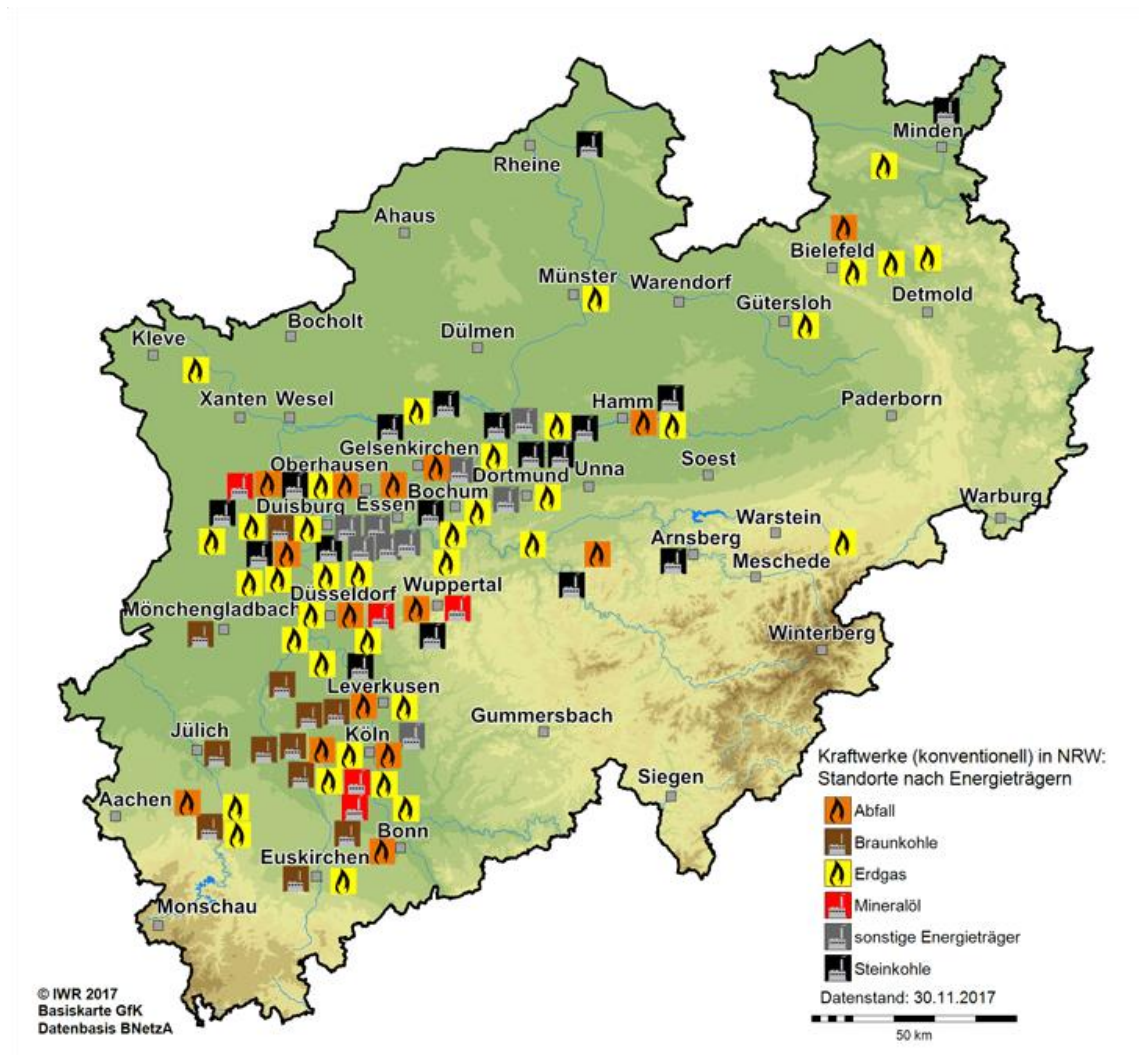 Minden
Rheine
Ahaus
Bielefeld
Münster
Warendorf
Detmold
Gütersloh
Bocholt
Dülmen
Kleve
Xanten Wesel
Hamm
Paderborn
Gelsenkirchen
Oberhausen
Dortmund
Unna
Soest
Bochum
Duisburg
Essen
Warburg
Warstein
Arnsberg
Meschede
Wuppertal
Düsseldorf
Mönchengladbach
Winterberg
Leverkusen
Gummersbach
Jülich
Köln
Siegen
Aachen
Bonn
Euskirchen
Monschau
Kraftwerke (konventionell) in NRW:
Standorte nach Energieträgern
Abfall
Braunkohle
Erdgas
Mineralöl
sonstige Energieträger
Steinkohle
Datenstand: 30.11.2017
50 km
© IWR 2017
Basiskarte GfK
Datenbasis BNetzA